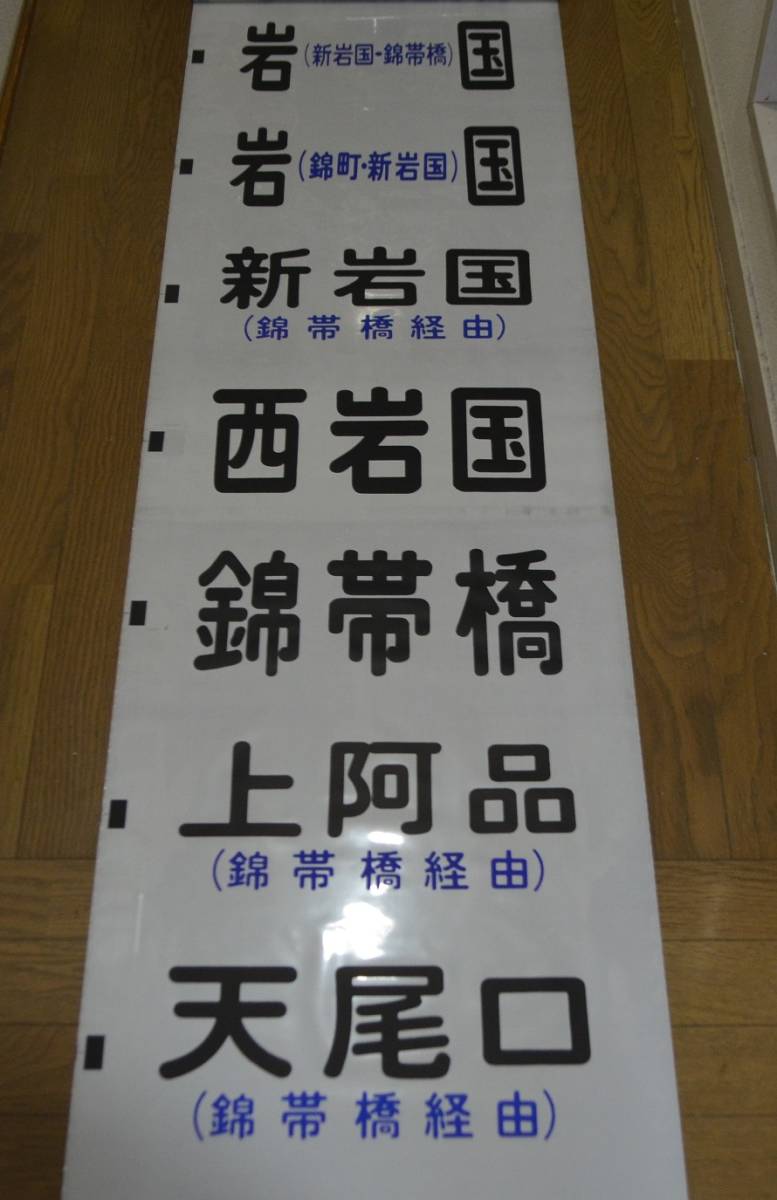 岩(新岩国-錦帯橋)国
岩(錦町・新岩国)国
新岩国
(錦帯橋経由)
西岩国
錦帯橋
上阿品
(錦帯橋経由)
天尾口
(錦帯橋経由)